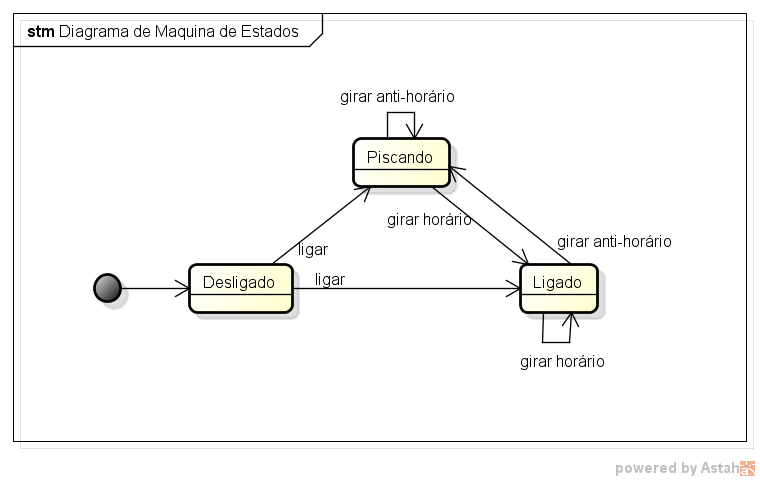 stm Diagrama de Maquina de Estados
girar anti-horário
Piscando
girar horário
girar anti-horário
ligar
Desligado
ligar
Ligado
girar horário
powered by Astah